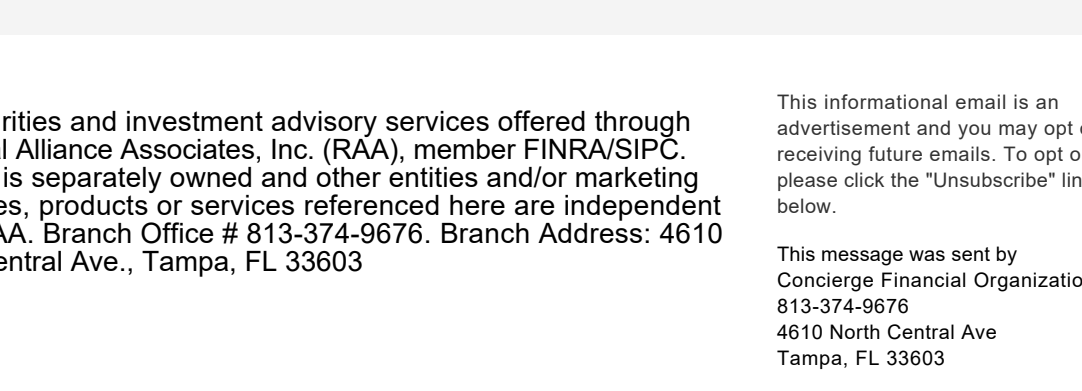 rities and investment advisory services offered through
l Alliance Associates, Inc. (RAA), member FINRA/SIPC.
is separately owned and other entities and/or marketing
es, products or services referenced here are independent
AA. Branch Office # 813-374-9676. Branch Address: 4610
entral Ave., Tampa, FL 33603
This informational email is an
advertisement and you may opt
receiving future emails. To opt o
please click the "Unsubscribe" lin
below.
This message was sent by
Concierge Financial Organizatio
813-374-9676
4610 North Central Ave
Tampa, FL 33603